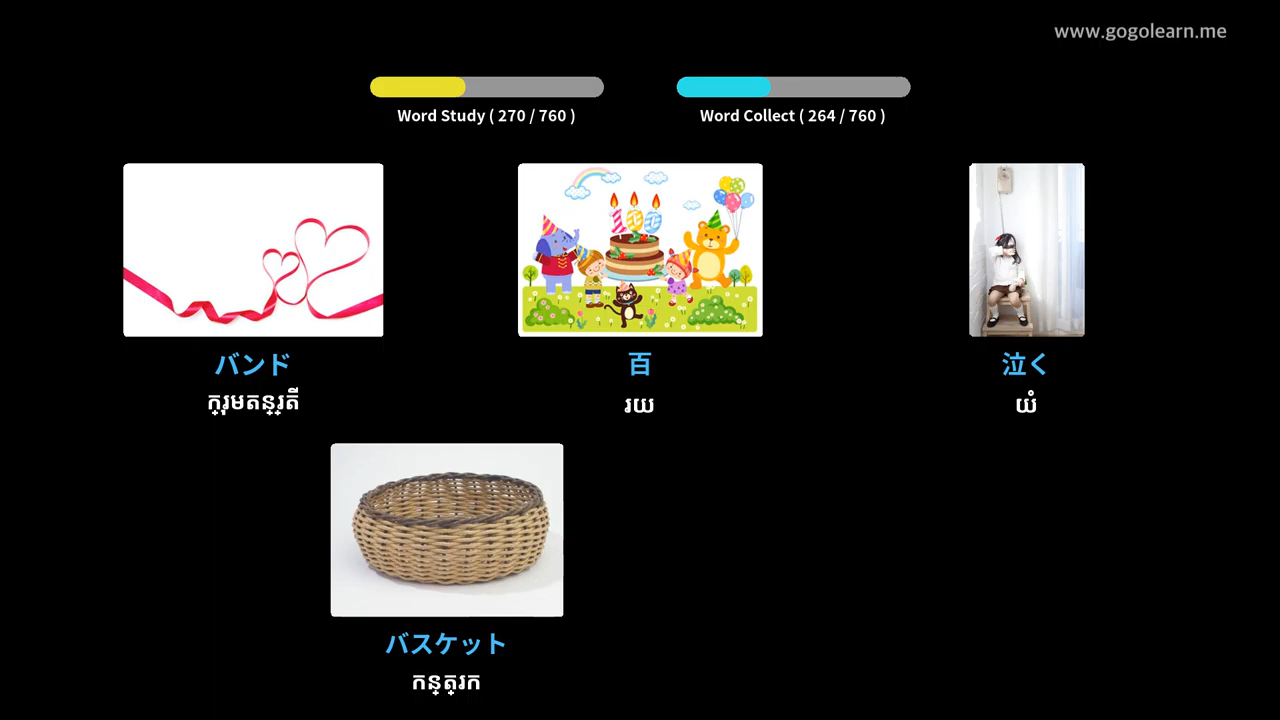 www.gogolearn.me
Word Study ( 270 / 760 )
Word Collect ( 264 / 760 )
バンド
百
泣く
ក្រុមតន្រ្តី
រយ
យំ
100
バスケット
កន្ត្រក